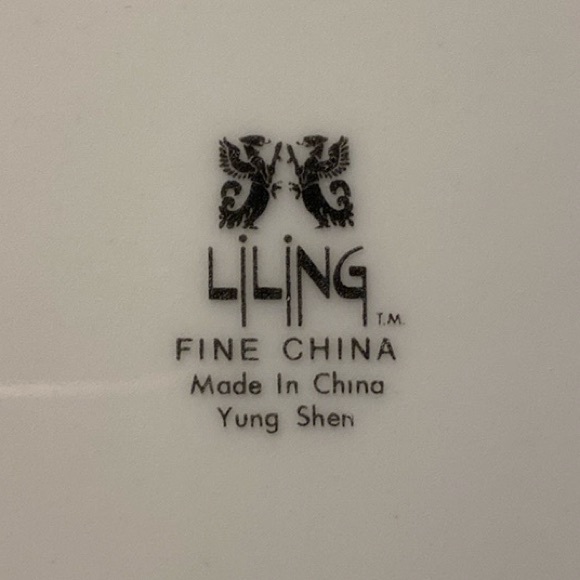 LiLiNG
T.M.
FINE CHINA
Made In China
Yung Shen